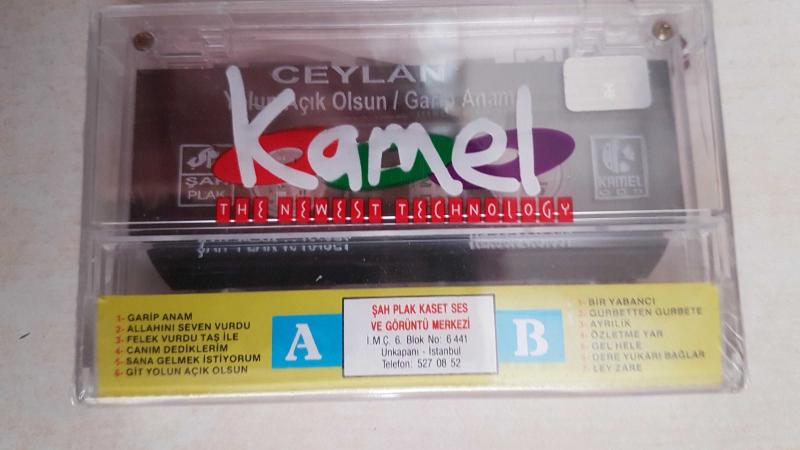 CEYLAN
Yolun Açık Olsun / Garip Anam
Kamel
THE NEWEST TECHNOLOGY
ŞAH
PLAK
KAMEL
1- GARİP ANAM
2- ALLAHINI SEVEN VURDU
3- FELEK VURDU TAŞ İLE
4- CANIM DEDİKLERİM
5- SANA GELMEK İSTİYORUM
6- GİT YOLUN AÇIK OLSUN
A
ŞAH PLAK KASET SES
VE GÖRÜNTÜ MERKEZİ
İ.M.Ç. 6. Blok No: 6441
Unkapanı - İstanbul
Telefon: 527 08 52
B
1- BİR YABANCI
2- GURBETTEN GURBETE
3- AYRILIK
4- ÖZLETME YAR
5- GEL HELE
6- DERE YUKARI BAĞLAR
7- LEY ZARE